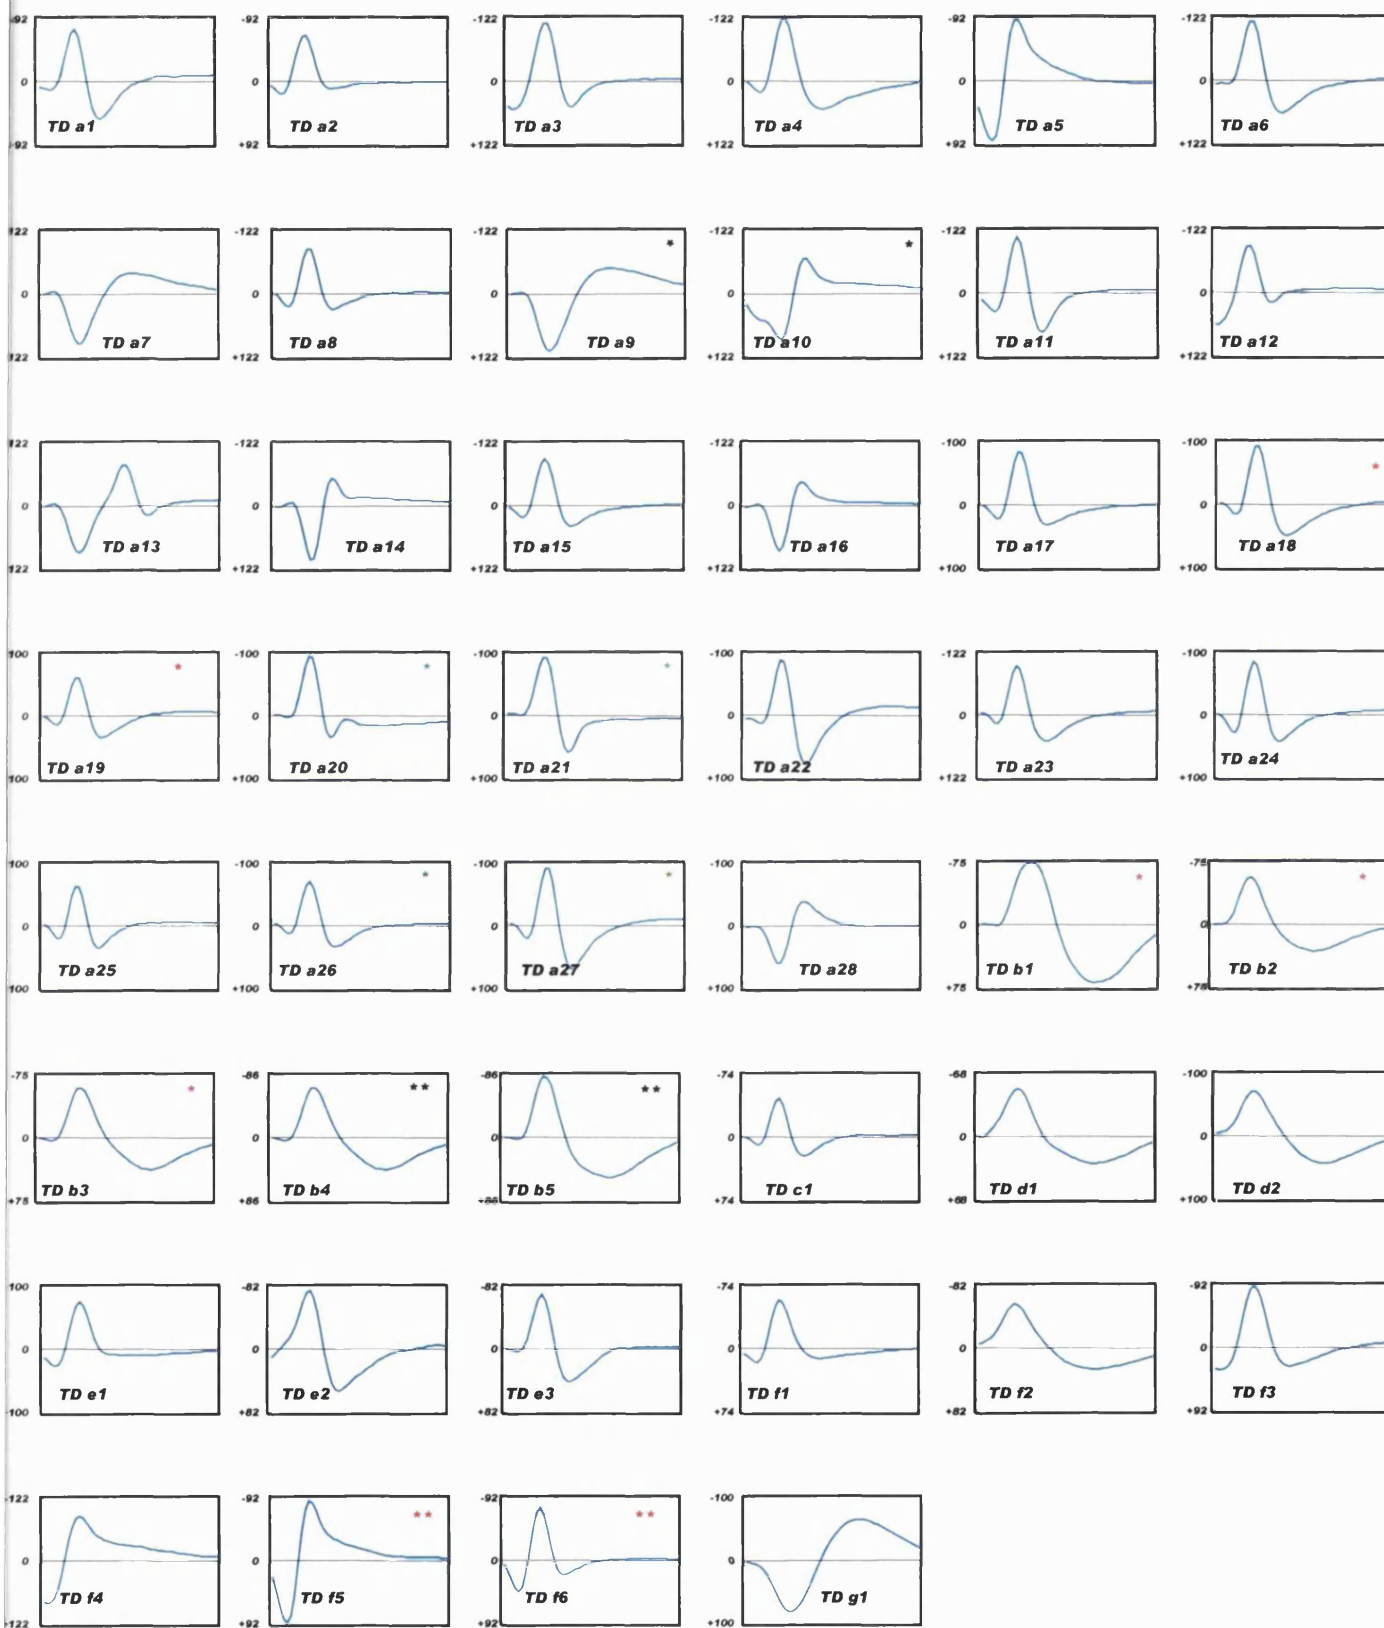 -92 -92 -122 -122 -92 -122
0 0 0 0 0 0
TD a1 TD a2 TD a3 TD a4 TD a5 TD a6
+92 +92 +122 +122 +92 +122
122 -122 -122 -122 -122 -122
* *
0 0 0 0 0 0
TD a7 TD a8 TD a9 TD a10 TD a11 TD a12
122 +122 +122 +122 +122 +122
122 -122 -122 -122 -100 -100
*
0 0 0 0 0 0
TD a13 TD a14 TD a15 TD a16 TD a17 TD a18
122 +122 +122 +122 +100 +100
100 -100 -100 -100 -122 -100
* * *
0 0 0 0 0 0
TD a19 TD a20 TD a21 TD a22 TD a23 TD a24
100 +100 +100 +100 +122 +100
100 -100 -100 -100 -75 -75
* * * *
0 0 0 0 0 0
TD a25 TD a26 TD a27 TD a28 TD b1 TD b2
100 +100 +100 +100 +75 +75
-75 -86 -86 -74 -68 -100
* ** **
0 0 0 0 0 0
TD b3 TD b4 TD b5 TD c1 TD d1 TD d2
+75 +86 +86 +74 +68 +100
100 -82 -82 -74 -82 -92
0 0 0 0 0 0
TD e1 TD e2 TD e3 TD f1 TD f2 TD f3
-100 +82 +82 +74 +82 +92
-122 -92 -92 -100
** **
0 0 0 0
TD f4 TD f5 TD f6 TD g1
+122 +92 +92 +100